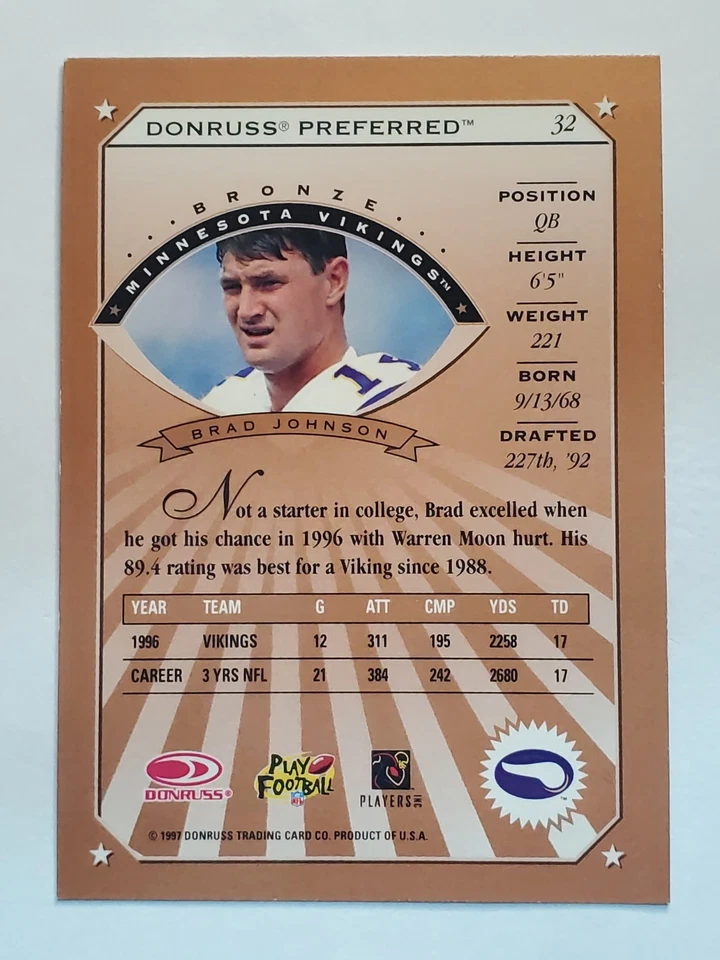 DONRUSS® PREFERRED™ 32
BRONZE
MINNESOTA VIKINGS™
BRAD JOHNSON
POSITION
QB
HEIGHT
6'5"
WEIGHT
221
BORN
9/13/68
DRAFTED
227th, '92
Not a starter in college, Brad excelled when
he got his chance in 1996 with Warren Moon hurt. His
89.4 rating was best for a Viking since 1988.
YEAR TEAM G ATT CMP YDS TD
1996 VIKINGS 12 311 195 2258 17
CAREER 3 YRS NFL 21 384 242 2680 17
DONRUSS®
PLAY
FOOTBALL
NFL
PLAYERS INC
™
© 1997 DONRUSS TRADING CARD CO. PRODUCT OF U.S.A.